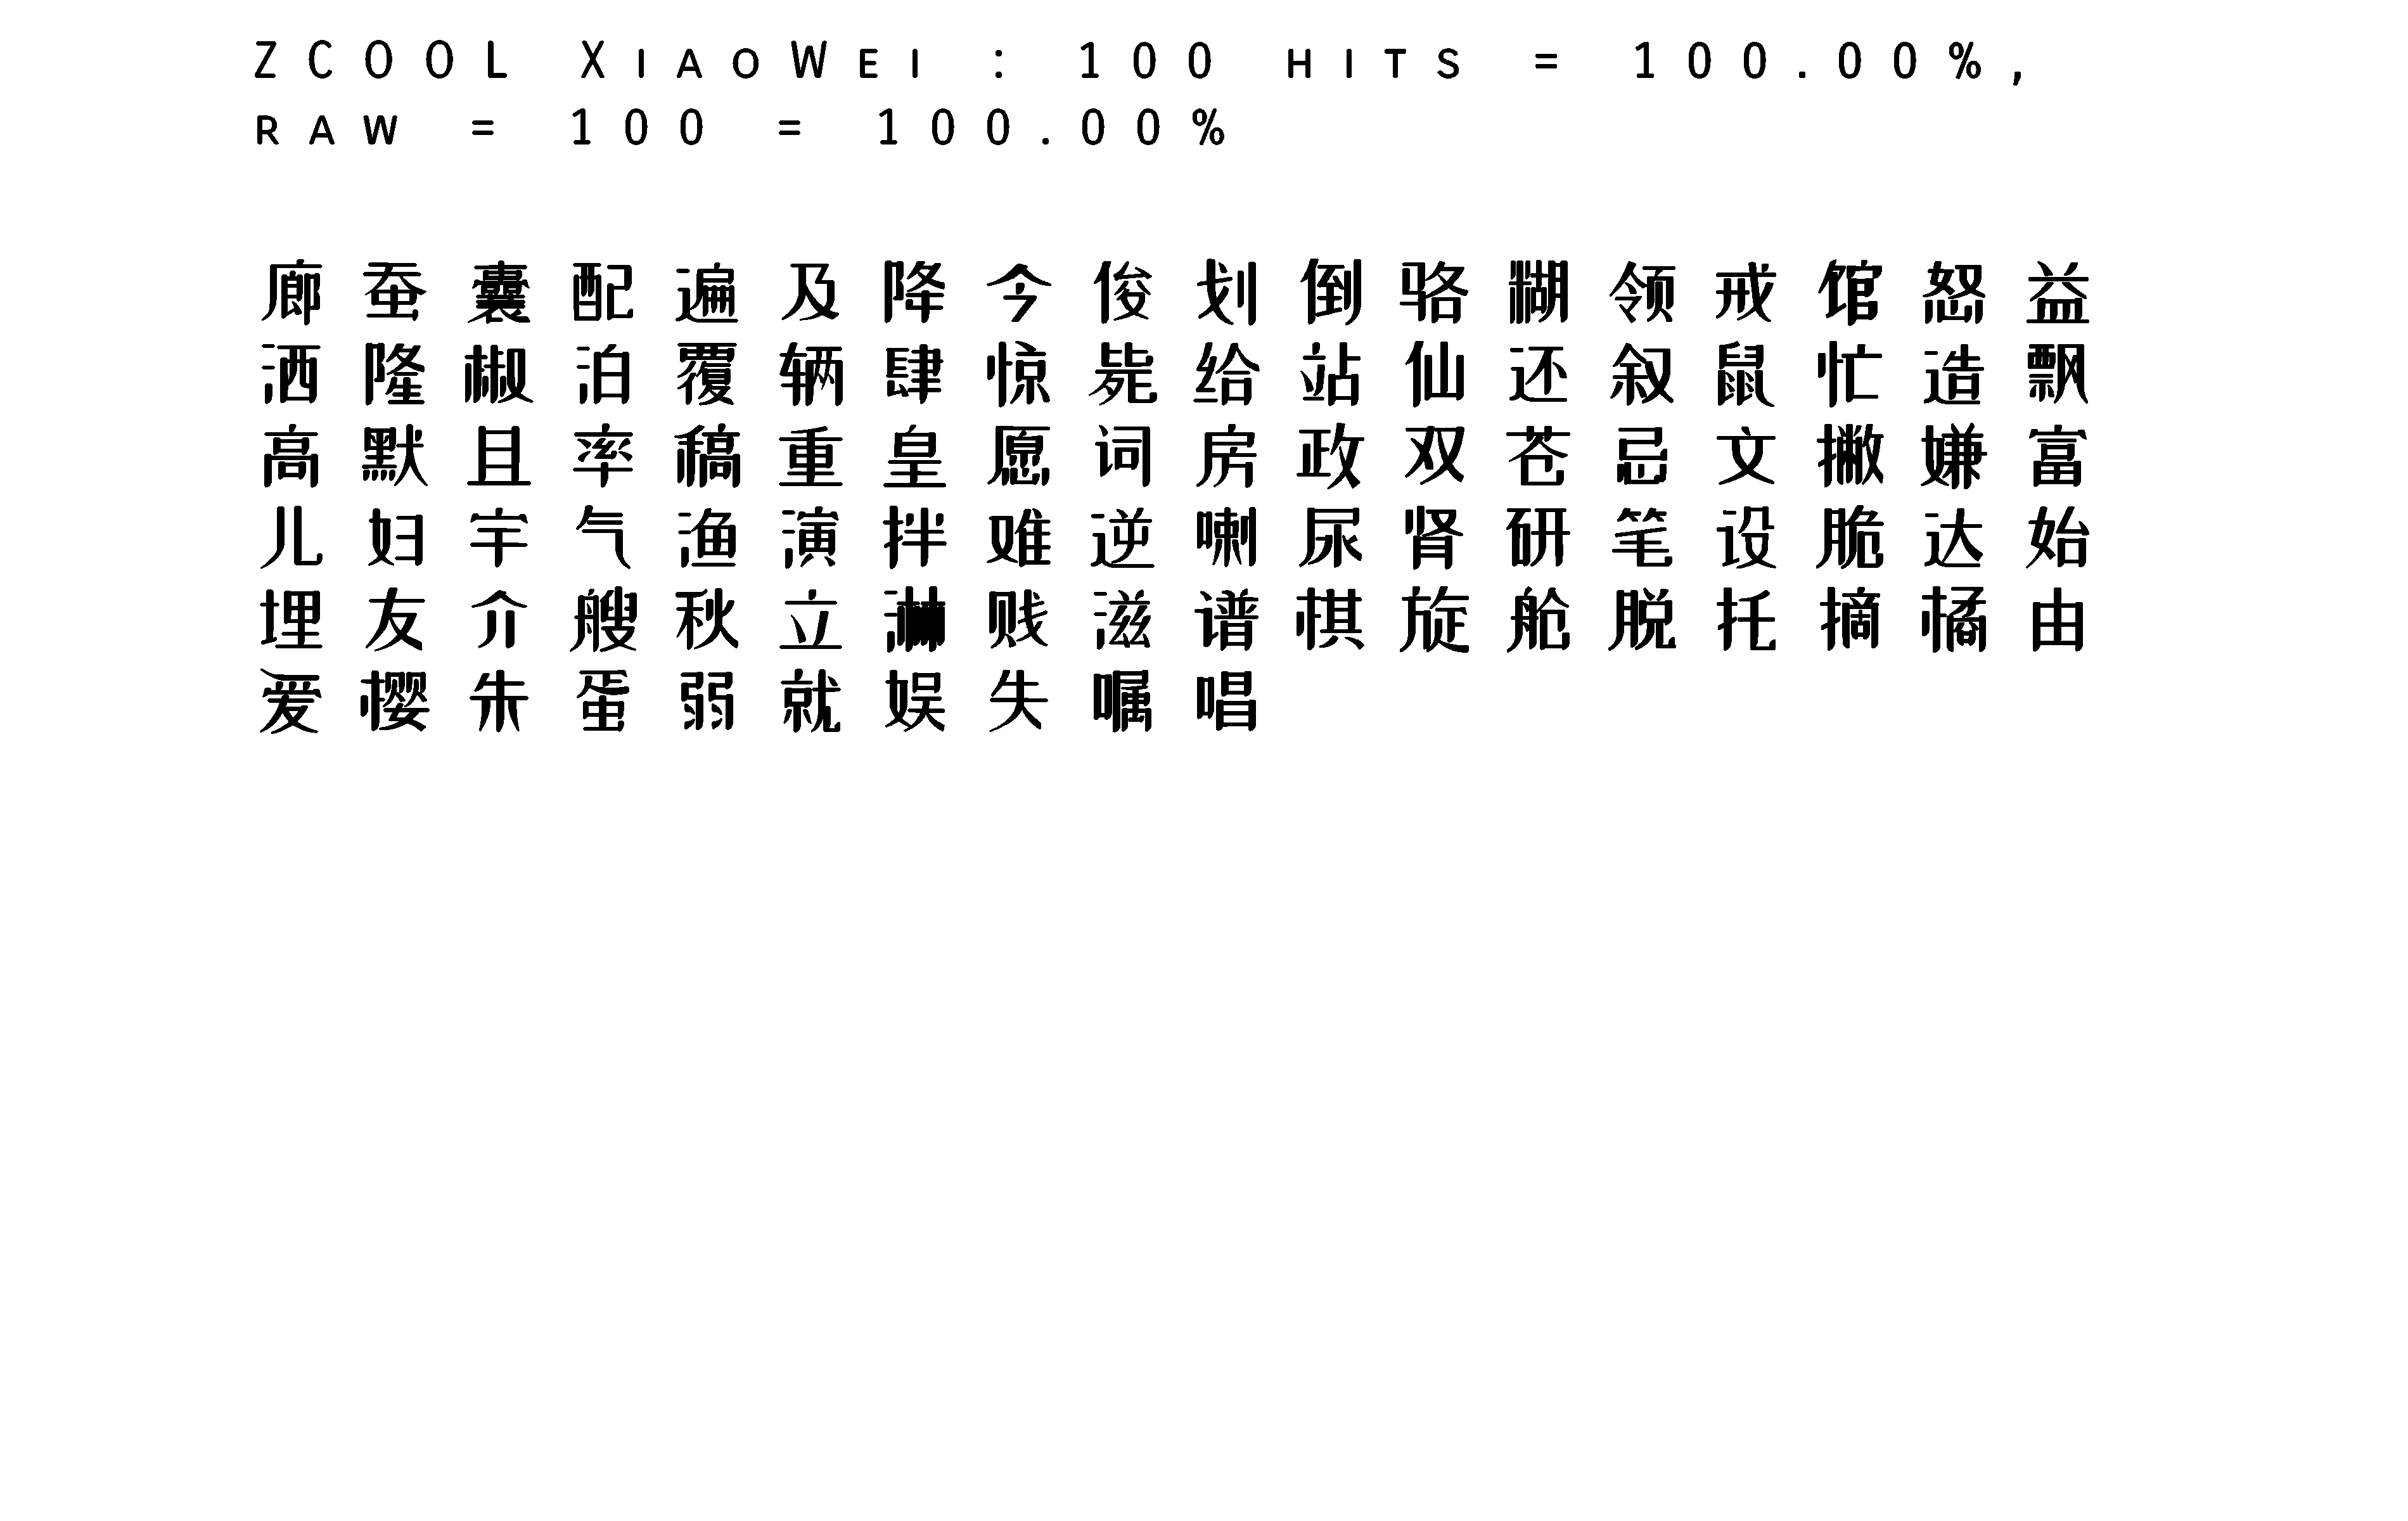 ZCOOL XiaoWei : 100 hits = 100.00%,
raw = 100 = 100.00%
廊蚕囊配遍及降今俊划倒骆糊领戒馆怒益
洒隆椒泊覆辆肆惊毙给站仙还叙鼠忙造飘
高默且率稿重皇愿词房政双苍忌文撇嫌富
儿妇宇气渔演拌难逆喇尿肾研笔设脆达始
埋友介艘秋立淋贱滋谱棋旋舱脱托摘橘由
爱樱朱蛋弱就娱失嘱唱